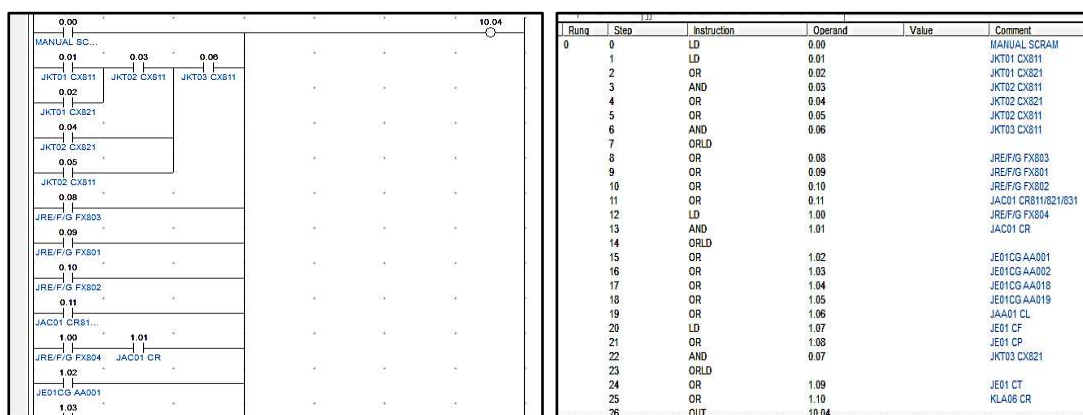 0.00
10.04
MANUAL SC...
0.01 0.03 0.06
JKT01 CX811 JKT02 CX811 JKT03 CX811
0.02
JKT01 CX821
0.04
JKT02 CX821
0.05
JKT02 CX811
0.08
JRE/F/G FX803
0.09
JRE/F/G FX801
0.10
JRE/F/G FX802
0.11
JAC01 CR81...
1.00 1.01
JRE/F/G FX804 JAC01 CR
1.02
JE01CG AA001
1.03
Rung Step Instruction Operand Value Comment
0 0 LD 0.00 MANUAL SCRAM
1 LD 0.01 JKT01 CX811
2 OR 0.02 JKT01 CX821
3 AND 0.03 JKT02 CX811
4 OR 0.04 JKT02 CX821
5 OR 0.05 JKT02 CX811
6 AND 0.06 JKT03 CX811
7 ORLD
8 OR 0.08 JRE/F/G FX803
9 OR 0.09 JRE/F/G FX801
10 OR 0.10 JRE/F/G FX802
11 OR 0.11 JAC01 CR811/821/831
12 LD 1.00 JRE/F/G FX804
13 AND 1.01 JAC01 CR
14 ORLD
15 OR 1.02 JE01CG AA001
16 OR 1.03 JE01CG AA002
17 OR 1.04 JE01CG AA018
18 OR 1.05 JE01CG AA019
19 OR 1.06 JAA01 CL
20 LD 1.07 JE01 CF
21 OR 1.08 JE01 CP
22 AND 0.07 JKT03 CX821
23 ORLD
24 OR 1.09 JE01 CT
25 OR 1.10 KLA06 CR
26 OUT 10.04